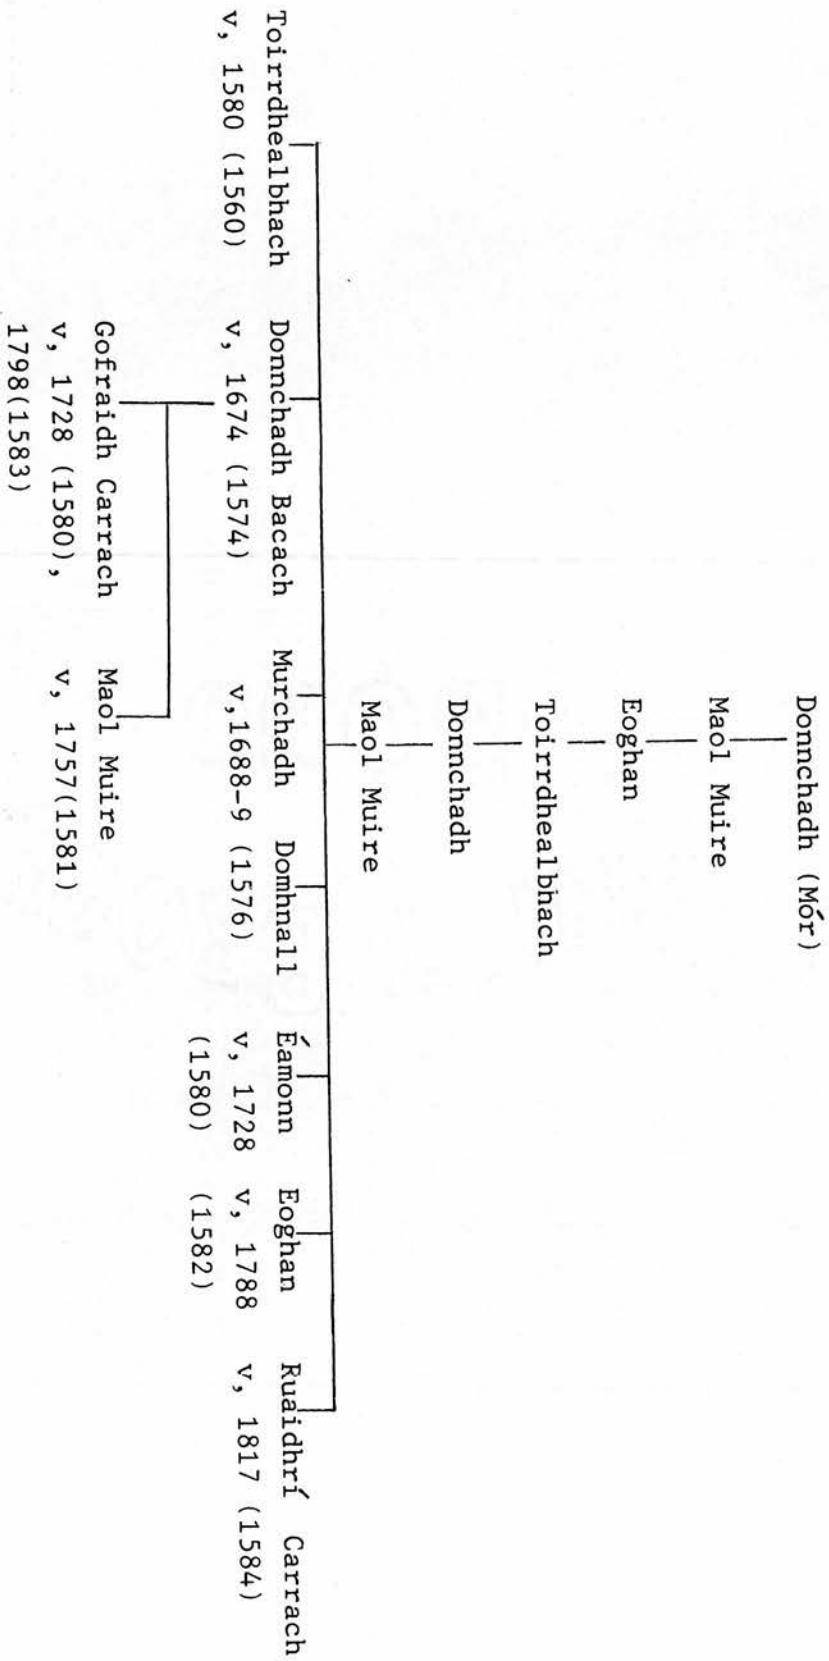 Donnchadh (Mór)
Maol Muire
Eoghan
Toirrdhealbhach
Donnchadh
Maol Muire
Toirrdhealbhach Donnchadh Bacach Murchadh Domhnall Éamonn Eoghan Ruaidhrí Carrach
v, 1580 (1560) v, 1674 (1574) v,1688-9 (1576) v, 1728 v, 1788 v, 1817 (1584)
(1580) (1582)
Gofraidh Carrach Maol Muire
v, 1728 (1580), v, 1757(1581)
1798(1583)